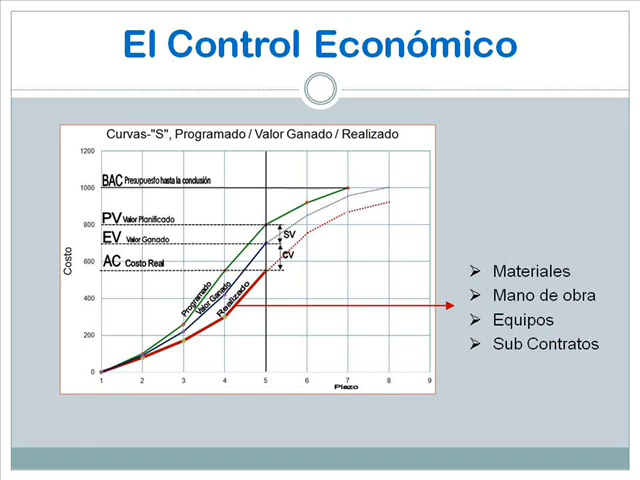 El Control Económico
Curvas-"S", Programado / Valor Ganado / Realizado
1200
1000
800
600
400
200
0
Costo
BAC Presupuesto hasta la conclusión
PV Valor Planificado
EV Valor Ganado
AC Costo Real
SV
CV
Programado
Valor Ganado
Realizado
1 2 3 4 5 6 7 8 9
Plazo
Materiales
Mano de obra
Equipos
Sub Contratos